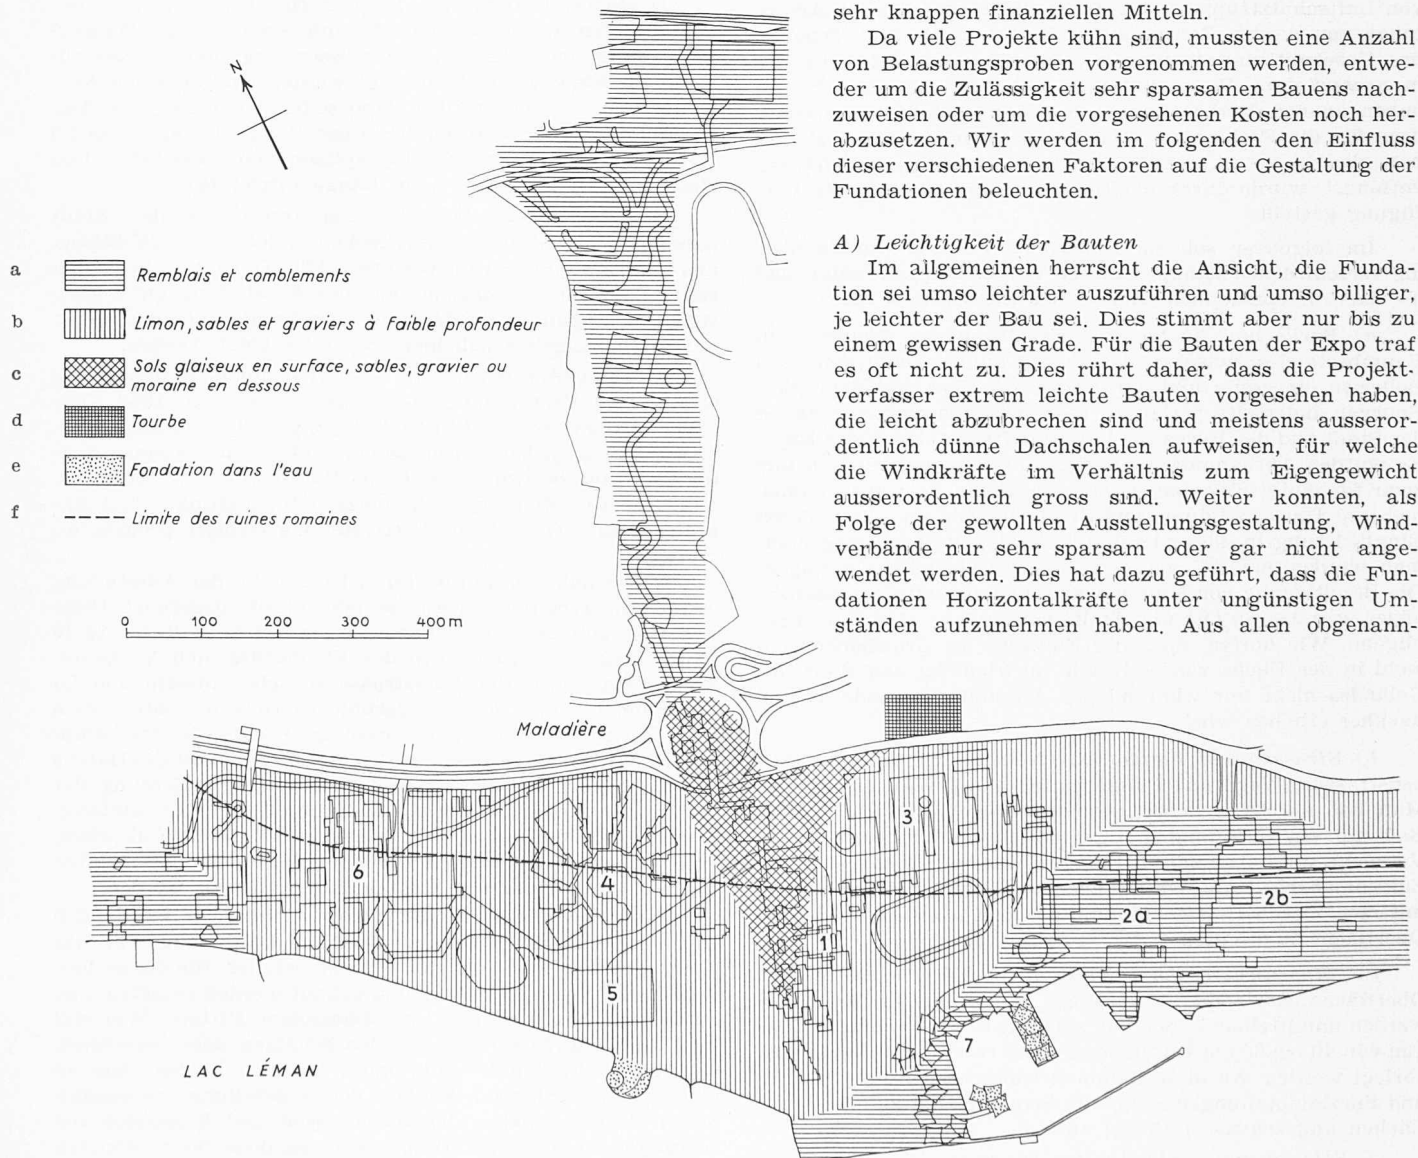 sehr knappen finanziellen Mitteln.
Da viele Projekte kühn sind, mussten eine Anzahl
von Belastungsproben vorgenommen werden, entwe-
der um die Zulässigkeit sehr sparsamen Bauens nach-
zuweisen oder um die vorgesehenen Kosten noch her-
abzusetzen. Wir werden im folgenden den Einfluss
dieser verschiedenen Faktoren auf die Gestaltung der
Fundationen beleuchten.
A) Leichtigkeit der Bauten
Im allgemeinen herrscht die Ansicht, die Funda-
tion sei umso leichter auszuführen und umso billiger,
je leichter der Bau sei. Dies stimmt aber nur bis zu
einem gewissen Grade. Für die Bauten der Expo traf
es oft nicht zu. Dies rührt daher, dass die Projekt-
verfasser extrem leichte Bauten vorgesehen haben,
die leicht abzubrechen sind und meistens ausseror-
dentlich dünne Dachschalen aufweisen, für welche
die Windkräfte im Verhältnis zum Eigengewicht
ausserordentlich gross sind. Weiter konnten, als
Folge der gewollten Ausstellungsgestaltung, Wind-
verbände nur sehr sparsam oder gar nicht ange-
wendet werden. Dies hat dazu geführt, dass die Fun-
dationen Horizontalkräfte unter ungünstigen Um-
ständen aufzunehmen haben. Aus allen obgenann-
N
a Remblais et comblements
b Limon, sables et graviers à faible profondeur
c Sols glaiseux en surface, sables, gravier ou
moraine en dessous
d Tourbe
e Fondation dans l'eau
f Limite des ruines romaines
0 100 200 300 400 m
Maladière
3
6
4
2a
2b
1
5
7
LAC LÉMAN